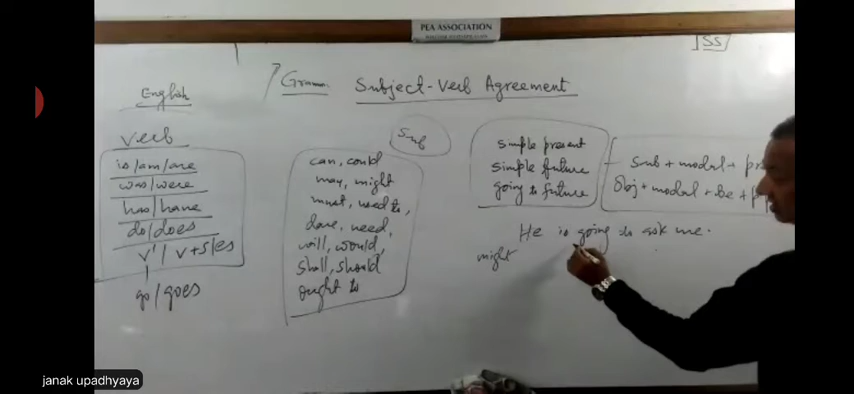 PEA ASSOCIATION
SS
Gramm. Subject-Verb Agreement
English
Verb
is/am/are
was/were
has/have
do/does
v¹/ v+s/es
go/goes
Sub
can, could
may, might
must, used to,
dare, need,
will, would,
shall, should
ought to
simple present
simple future
going to future
Sub + modal +
Obj + modal + be +
He is going to ask me.
might
janak upadhyaya